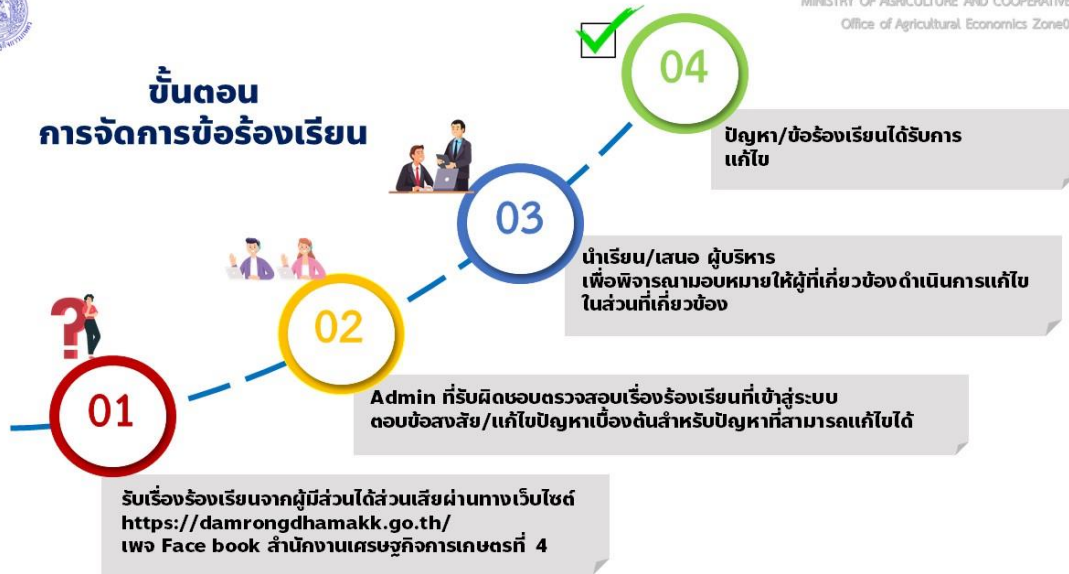 MINISTRY OF AGRICULTURE AND COOPERATIVE
Office of Agricultural Economics Zone0
ขั้นตอน
การจัดการข้อร้องเรียน
04
ปัญหา/ข้อร้องเรียนได้รับการ
แก้ไข
03
นำเรียน/เสนอ ผู้บริหาร
เพื่อพิจารณามอบหมายให้ผู้ที่เกี่ยวข้องดำเนินการแก้ไข
ในส่วนที่เกี่ยวข้อง
02
Admin ที่รับผิดชอบตรวจสอบเรื่องร้องเรียนที่เข้าสู่ระบบ
ตอบข้อสงสัย/แก้ไขปัญหาเบื้องต้นสำหรับปัญหาที่สามารถแก้ไขได้
01
รับเรื่องร้องเรียนจากผู้มีส่วนได้ส่วนเสียผ่านทางเว็บไซต์
https://damrongdhamakk.go.th/
เพจ Face book สำนักงานเศรษฐกิจการเกษตรที่ 4